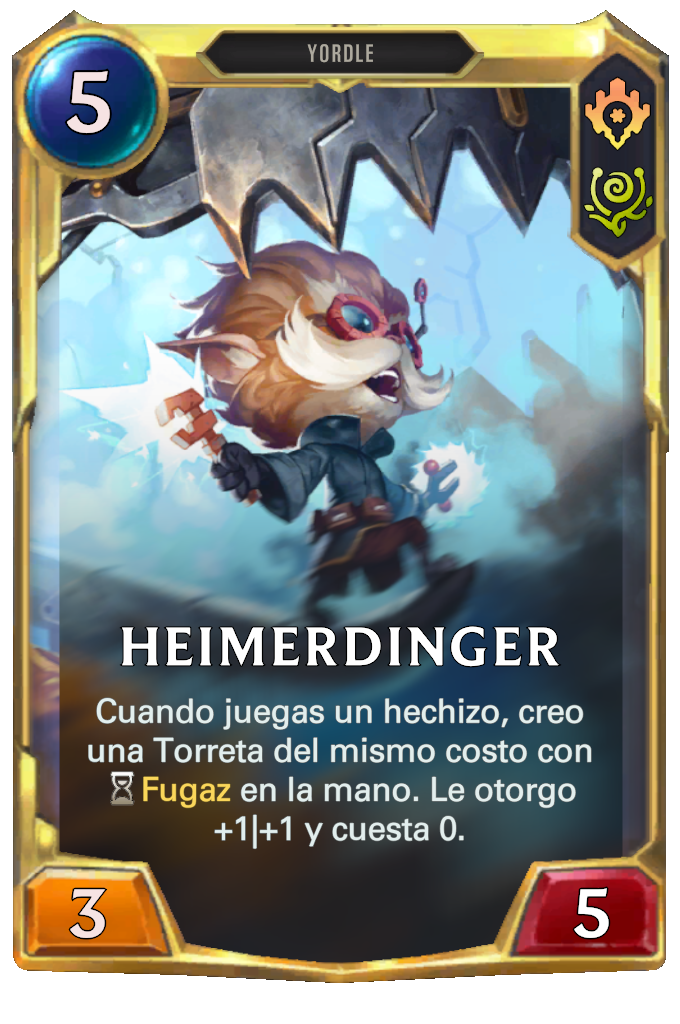 YORDLE
5
HEIMERDINGER
Cuando juegas un hechizo, creo
una Torreta del mismo costo con
Fugaz en la mano. Le otorgo
+1|+1 y cuesta 0.
3
5